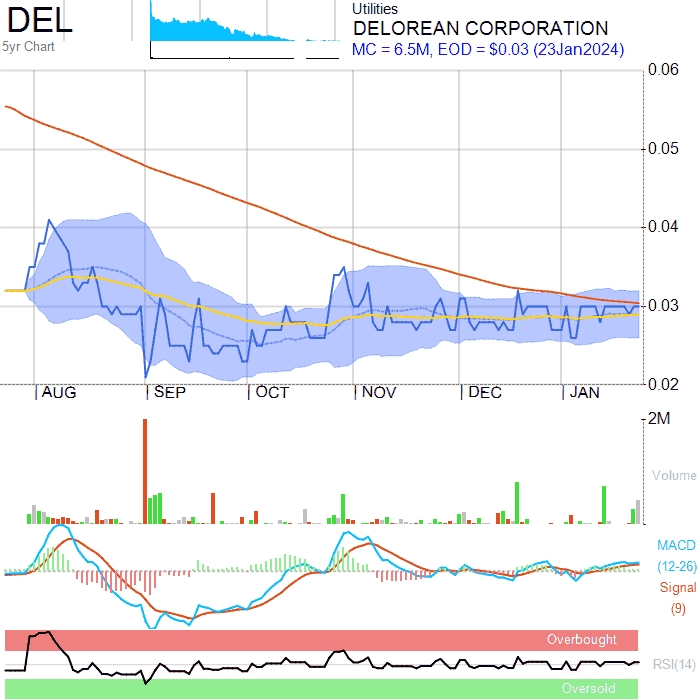 DEL
5yr Chart
Utilities
DELOREAN CORPORATION
MC = 6.5M, EOD = $0.03 (23Jan2024)
0.06
0.05
0.04
0.03
0.02
AUG SEP OCT NOV DEC JAN
2M
Volume
MACD
(12-26)
Signal
(9)
Overbought
RSI(14)
Oversold